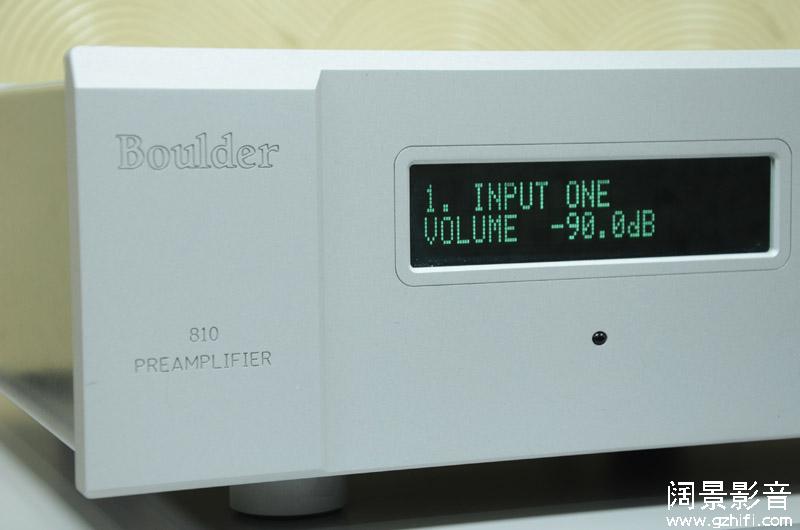 Boulder
810
PREAMPLIFIER
1. INPUT ONE
VOLUME -90.0dB
阔景影音
www.gzhifi.com